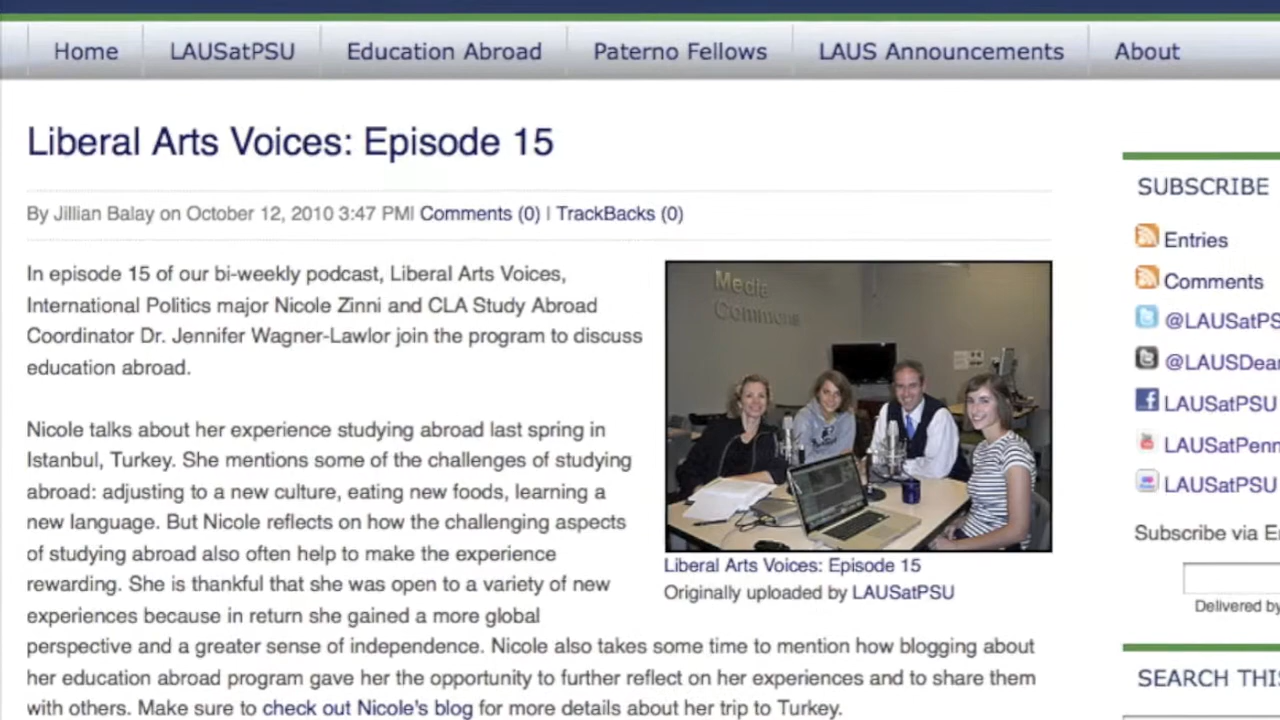 Home LAUSatPSU Education Abroad Paterno Fellows LAUS Announcements About
Liberal Arts Voices: Episode 15
By Jillian Balay on October 12, 2010 3:47 PM| Comments (0) | TrackBacks (0)
In episode 15 of our bi-weekly podcast, Liberal Arts Voices,
International Politics major Nicole Zinni and CLA Study Abroad
Coordinator Dr. Jennifer Wagner-Lawlor join the program to discuss
education abroad.
Nicole talks about her experience studying abroad last spring in
Istanbul, Turkey. She mentions some of the challenges of studying
abroad: adjusting to a new culture, eating new foods, learning a
new language. But Nicole reflects on how the challenging aspects
of studying abroad also often help to make the experience
rewarding. She is thankful that she was open to a variety of new
experiences because in return she gained a more global
perspective and a greater sense of independence. Nicole also takes some time to mention how blogging about
her education abroad program gave her the opportunity to further reflect on her experiences and to share them
with others. Make sure to check out Nicole's blog for more details about her trip to Turkey.
Media
Commons
Liberal Arts Voices: Episode 15
Originally uploaded by LAUSatPSU
SUBSCRIBE
Entries
Comments
@LAUSatPS
@LAUSDean
LAUSatPSU
LAUSatPenn
LAUSatPSU
Subscribe via E
Delivered by
SEARCH THIS